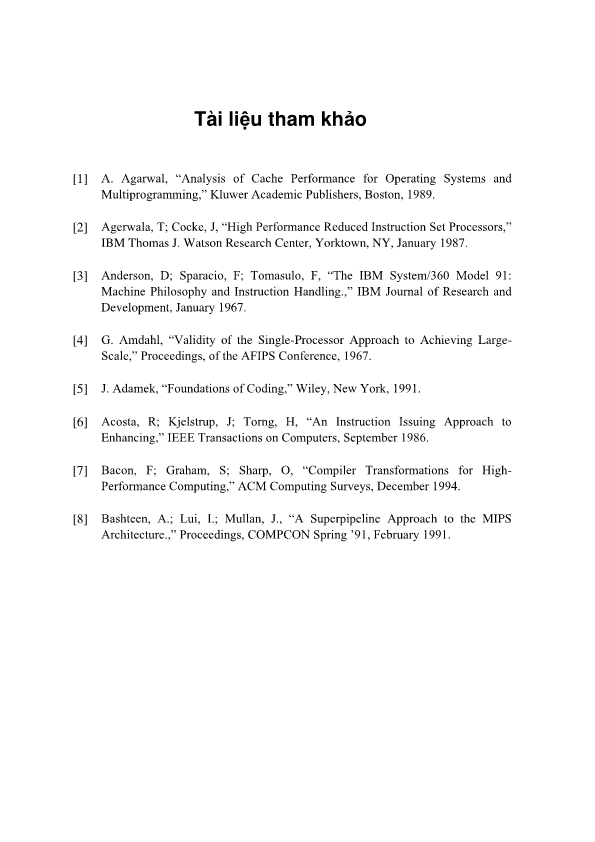 Tài liệu tham khảo
[1] A. Agarwal, “Analysis of Cache Performance for Operating Systems and
Multiprogramming,” Kluwer Academic Publishers, Boston, 1989.
[2] Agerwala, T; Cocke, J, “High Performance Reduced Instruction Set Processors,”
IBM Thomas J. Watson Research Center, Yorktown, NY, January 1987.
[3] Anderson, D; Sparacio, F; Tomasulo, F, “The IBM System/360 Model 91:
Machine Philosophy and Instruction Handling.,” IBM Journal of Research and
Development, January 1967.
[4] G. Amdahl, “Validity of the Single-Processor Approach to Achieving Large-
Scale,” Proceedings, of the AFIPS Conference, 1967.
[5] J. Adamek, “Foundations of Coding,” Wiley, New York, 1991.
[6] Acosta, R; Kjelstrup, J; Torng, H, “An Instruction Issuing Approach to
Enhancing,” IEEE Transactions on Computers, September 1986.
[7] Bacon, F; Graham, S; Sharp, O, “Compiler Transformations for High-
Performance Computing,” ACM Computing Surveys, December 1994.
[8] Bashteen, A.; Lui, I.; Mullan, J., “A Superpipeline Approach to the MIPS
Architecture.,” Proceedings, COMPCON Spring ’91, February 1991.